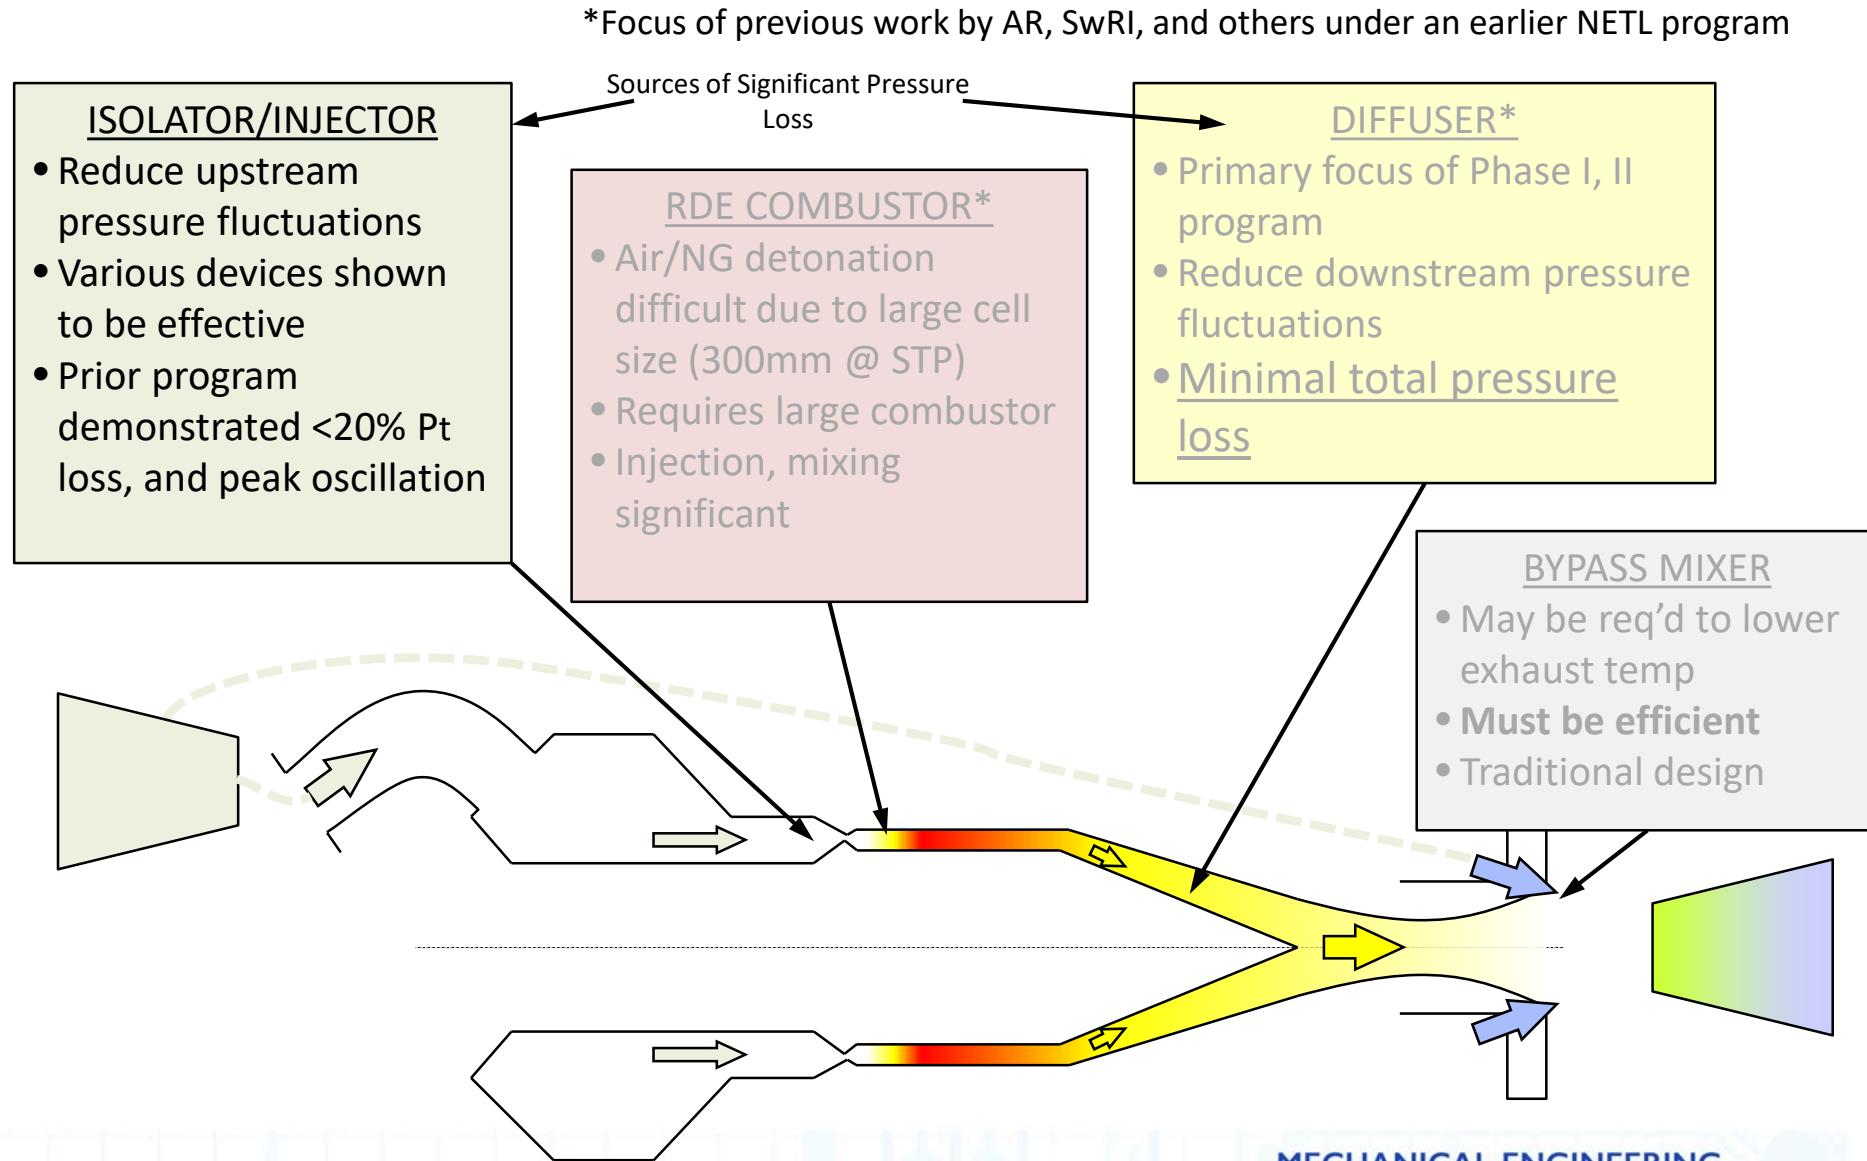 *Focus of previous work by AR, SwRI, and others under an earlier NETL program
Sources of Significant Pressure
Loss
ISOLATOR/INJECTOR
• Reduce upstream
pressure fluctuations
• Various devices shown
to be effective
• Prior program
demonstrated <20% Pt
loss, and peak oscillation
RDE COMBUSTOR*
• Air/NG detonation
difficult due to large cell
size (300mm @ STP)
• Requires large combustor
• Injection, mixing
significant
DIFFUSER*
• Primary focus of Phase I, II
program
• Reduce downstream pressure
fluctuations
• Minimal total pressure
loss
BYPASS MIXER
• May be req’d to lower
exhaust temp
• Must be efficient
• Traditional design
MECHANICAL ENGINEERING